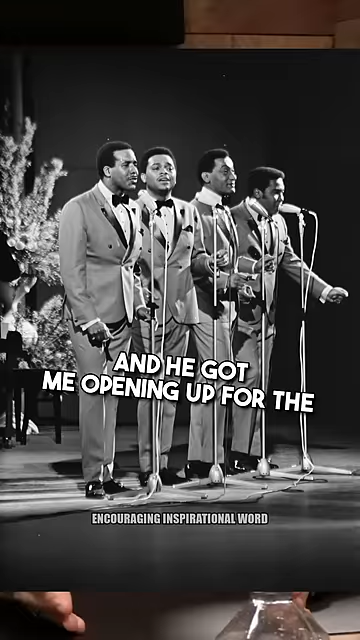 AND HE GOT
ME OPENING UP FOR THE
ENCOURAGING INSPIRATIONAL WORD